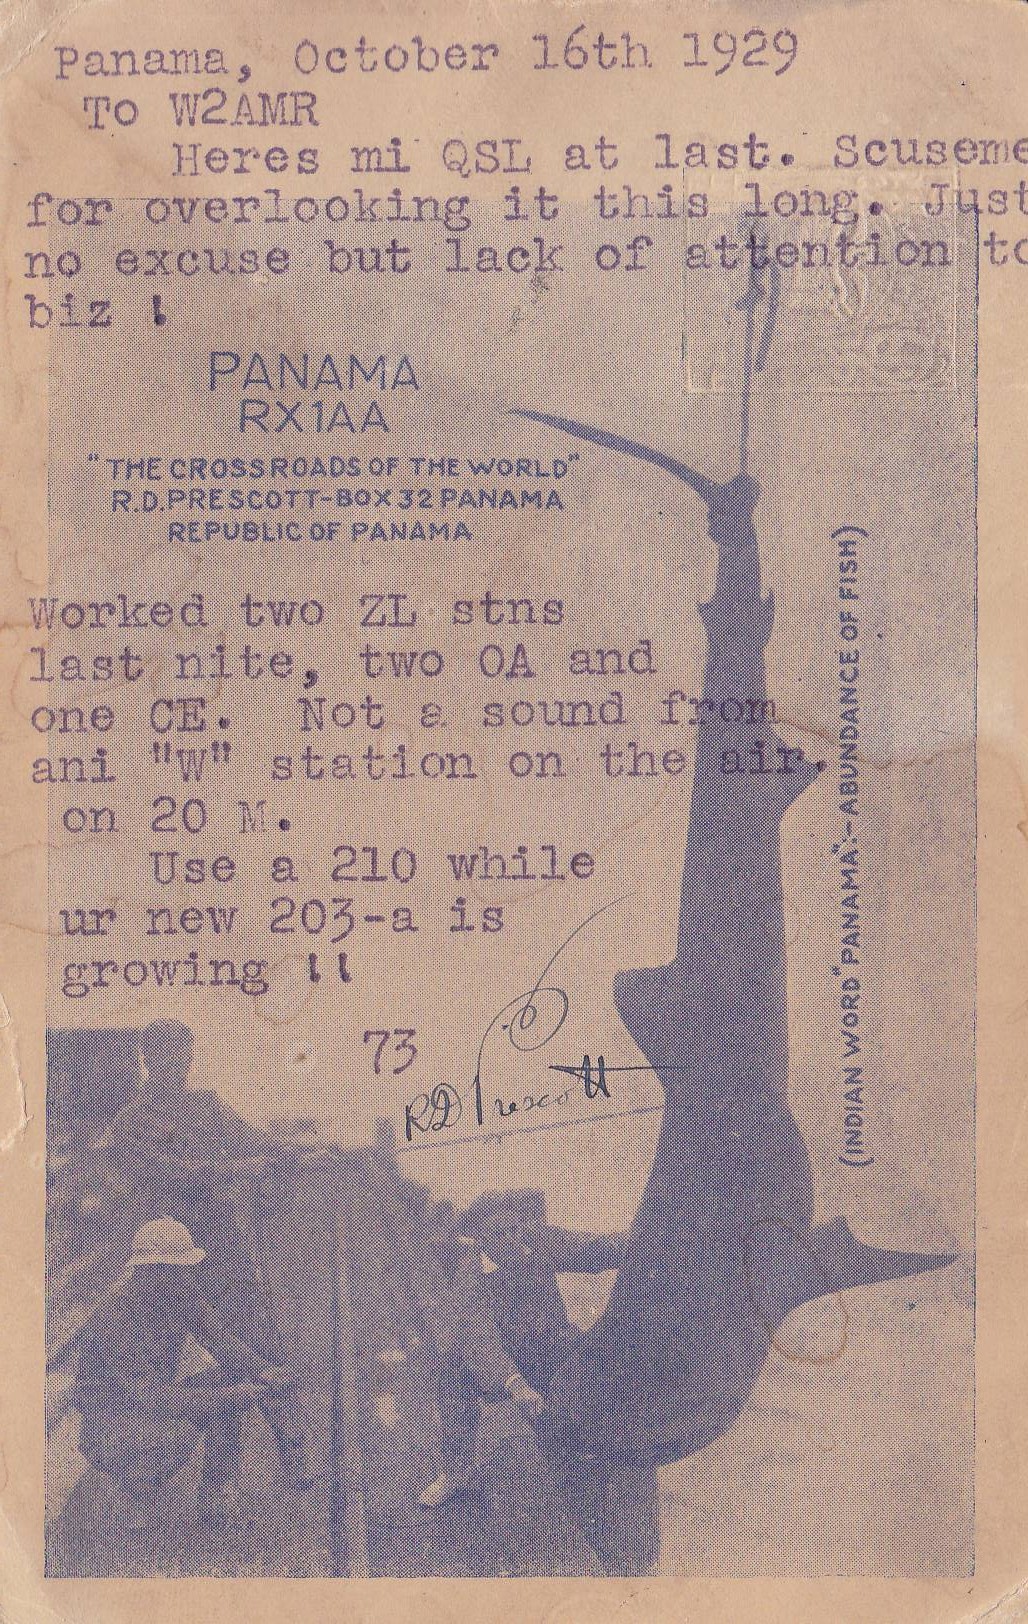 Panama, October 16th 1929
To W2AMR
Heres mi QSL at last. Scuseme
for overlooking it this long. Just
no excuse but lack of attention to
biz !
PANAMA
RX1AA
"THE CROSSROADS OF THE WORLD"
R.D.PRESCOTT-BOX 32 PANAMA
REPUBLIC OF PANAMA
Worked two ZL stns
last nite, two OA and
one CE. Not a sound from
ani "W" station on the air.
on 20 M.
Use a 210 while
ur new 203-a is
growing !!
73
RD Prescott
(INDIAN WORD "PANAMA":-ABUNDANCE OF FISH)